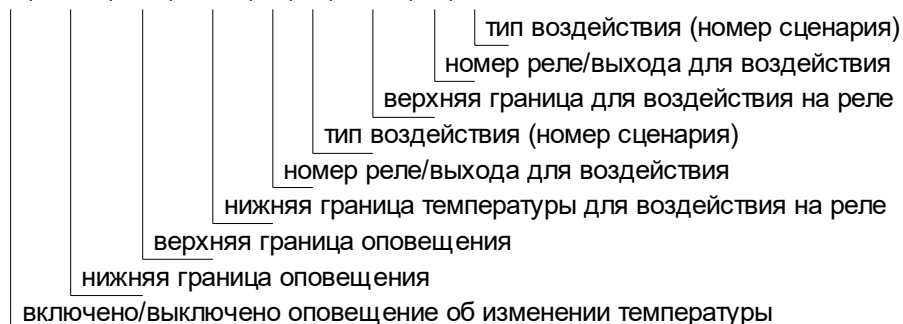 тип воздействия (номер сценария)
номер реле/выхода для воздействия
верхняя граница для воздействия на реле
тип воздействия (номер сценария)
номер реле/выхода для воздействия
нижняя граница температуры для воздействия на реле
верхняя граница оповещения
нижняя граница оповещения
включено/выключено оповещение об изменении температуры